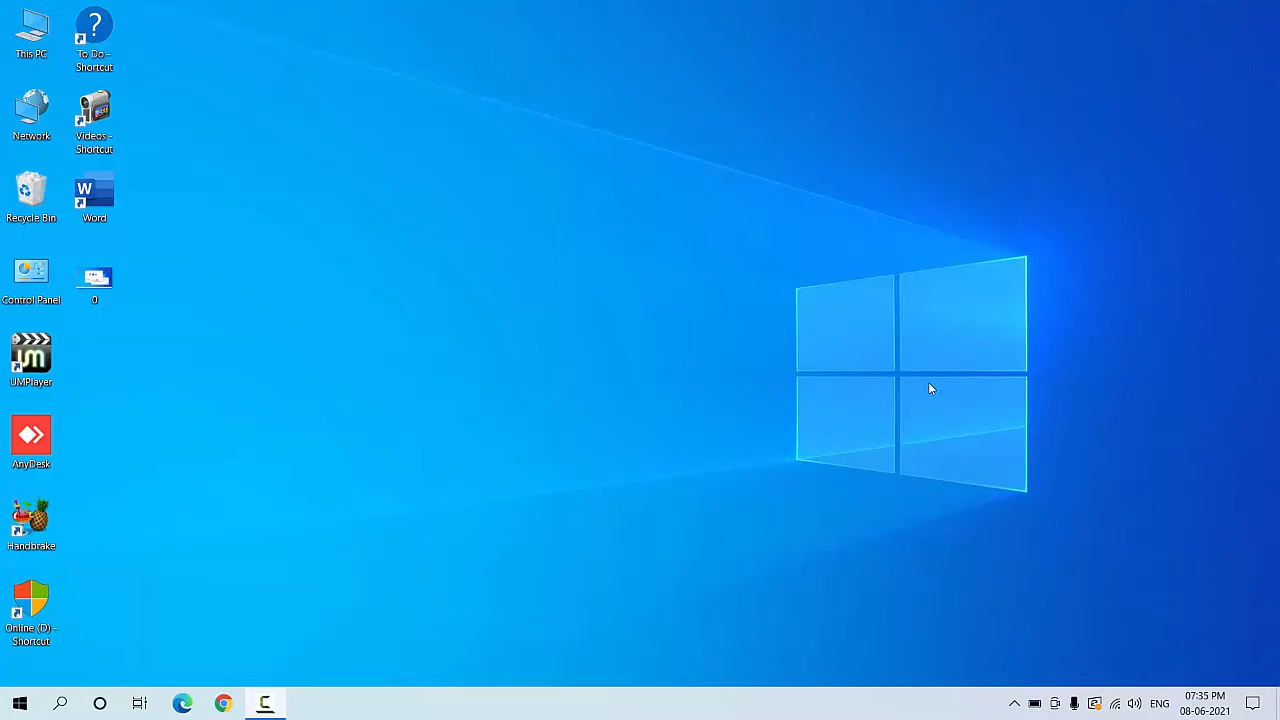 This PC
To Do -
Shortcut
Network
Videos -
Shortcut
Recycle Bin
W
Word
Control Panel
0
UMPlayer
AnyDesk
Handbrake
Online (D) -
Shortcut
ENG
07:35 PM
08-06-2021